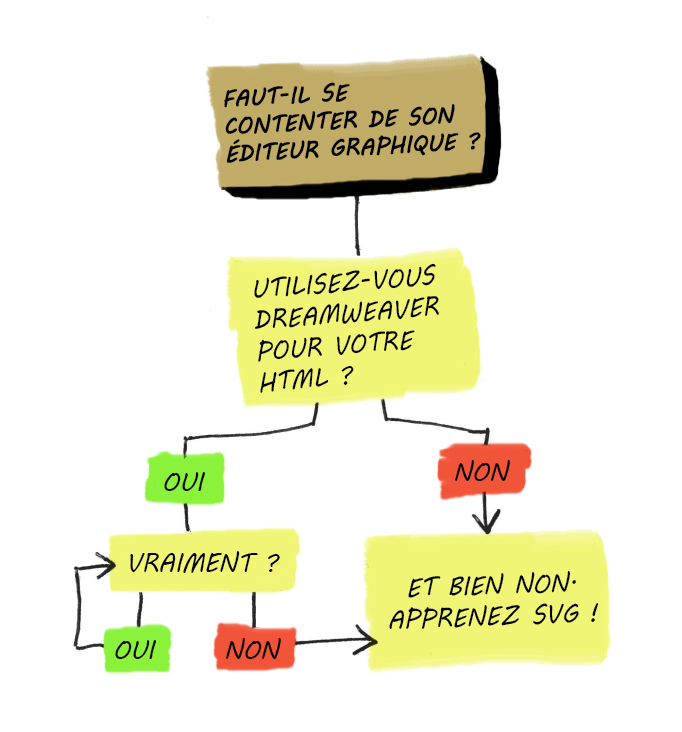 FAUT-IL SE
CONTENTER DE SON
ÉDITEUR GRAPHIQUE ?
UTILISEZ-VOUS
DREAMWEAVER
POUR VOTRE
HTML ?
OUI
NON
VRAIMENT ?
ET BIEN NON.
APPRENEZ SVG !
OUI
NON